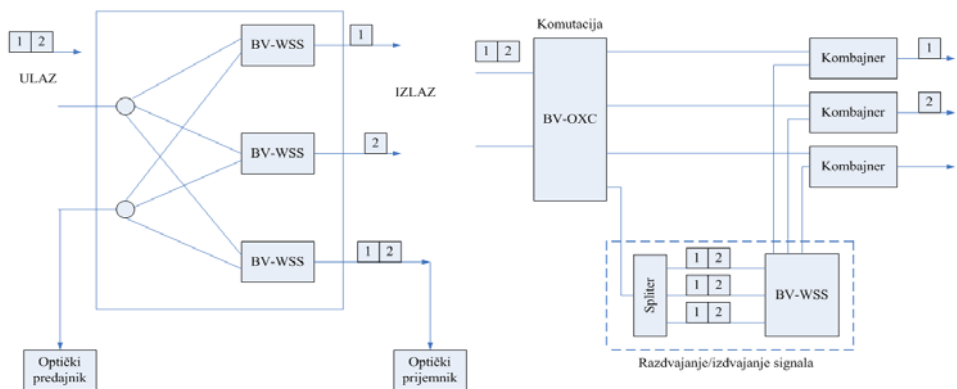 1 2
ULAZ
BV-WSS
1
IZLAZ
BV-WSS
2
BV-WSS
1 2
Optički
predajnik
Optički
prijemnik
Komutacija
1 2
BV-OXC
Kombajner
1
Kombajner
2
Kombajner
Spliter
1 2
1 2
1 2
BV-WSS
Razdvajanje/izdvajanje signala